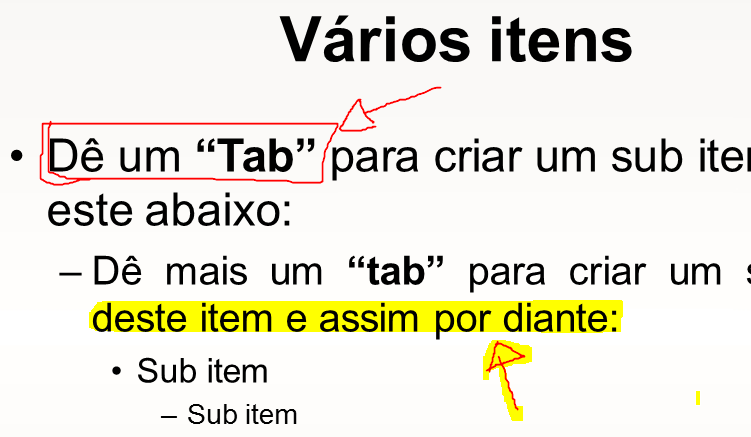 Vários itens
• Dê um “Tab” para criar um sub
este abaixo:
– Dê mais um “tab” para criar um
deste item e assim por diante:
• Sub item
– Sub item